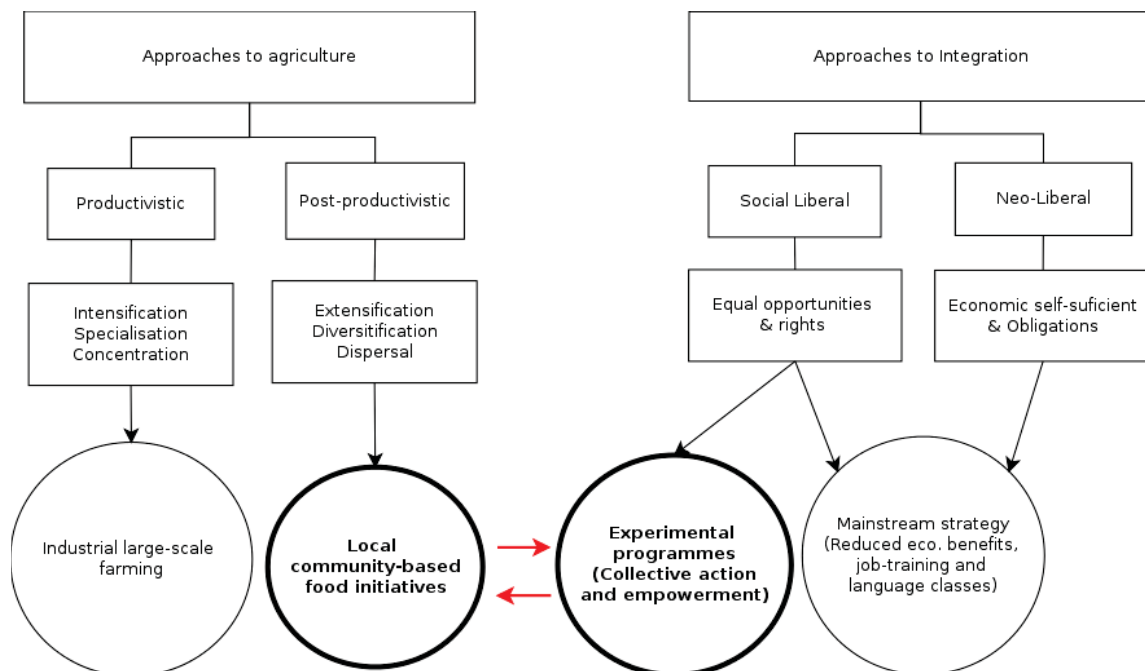 Approaches to agriculture
Approaches to Integration
Productivistic
Post-productivistic
Social Liberal
Neo-Liberal
Intensification
Specialisation
Concentration
Extensification
Diversitification
Dispersal
Equal opportunities
& rights
Economic self-suficient
& Obligations
Industrial large-scale
farming
Local
community-based
food initiatives
Experimental
programmes
(Collective action
and empowerment)
Mainstream strategy
(Reduced eco. benefits,
job-training and
language classes)